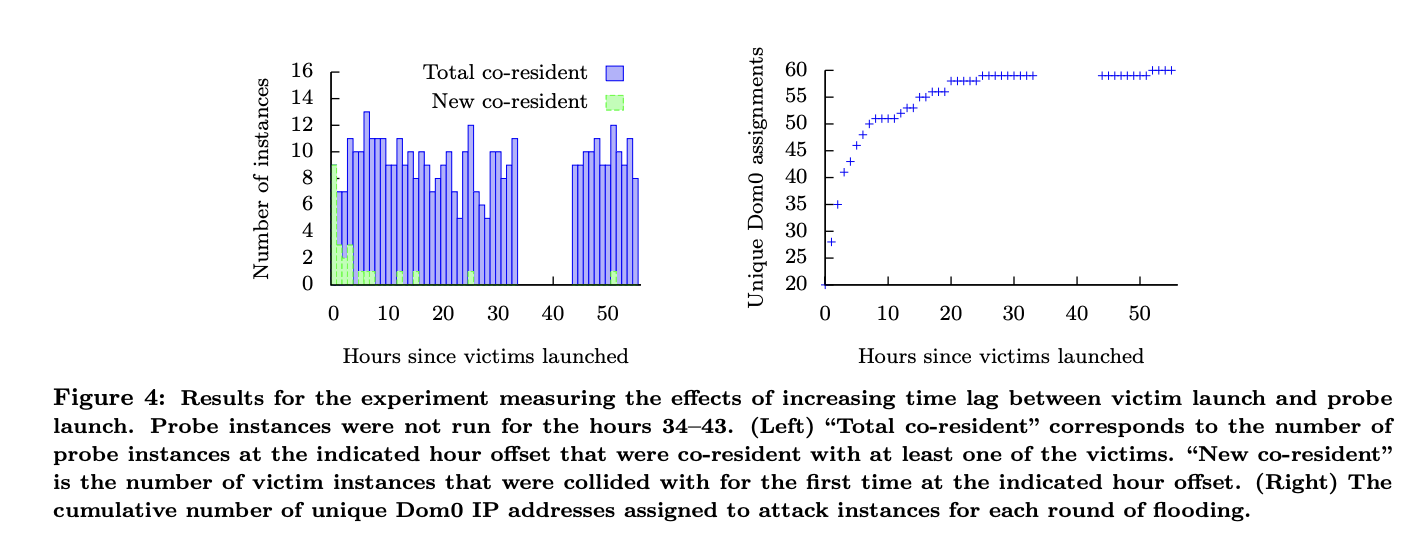 Number of instances
16
14
12
10
8
6
4
2
0
Total co-resident
New co-resident
0 10 20 30 40 50
Hours since victims launched
Unique Dom0 assignments
60
55
50
45
40
35
30
25
20
0 10 20 30 40 50
Hours since victims launched
Figure 4: Results for the experiment measuring the effects of increasing time lag between victim launch and probe
launch. Probe instances were not run for the hours 34–43. (Left) “Total co-resident” corresponds to the number of
probe instances at the indicated hour offset that were co-resident with at least one of the victims. “New co-resident”
is the number of victim instances that were collided with for the first time at the indicated hour offset. (Right) The
cumulative number of unique Dom0 IP addresses assigned to attack instances for each round of flooding.